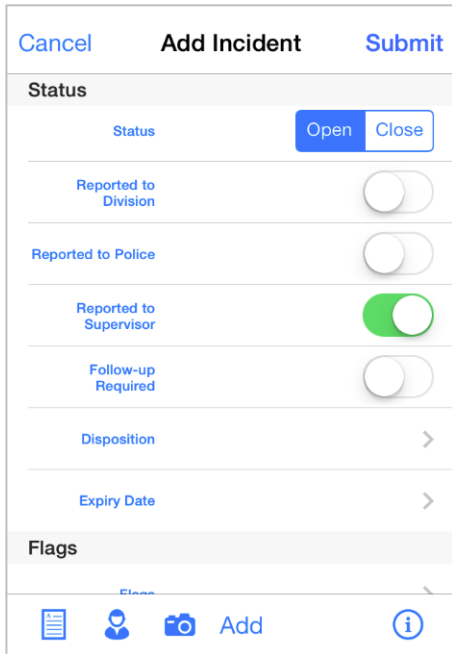 Cancel Add Incident Submit
Status
Status Open Close
Reported to
Division
Reported to Police
Reported to
Supervisor
Follow-up
Required
Disposition
Expiry Date
Flags
Flags
Add